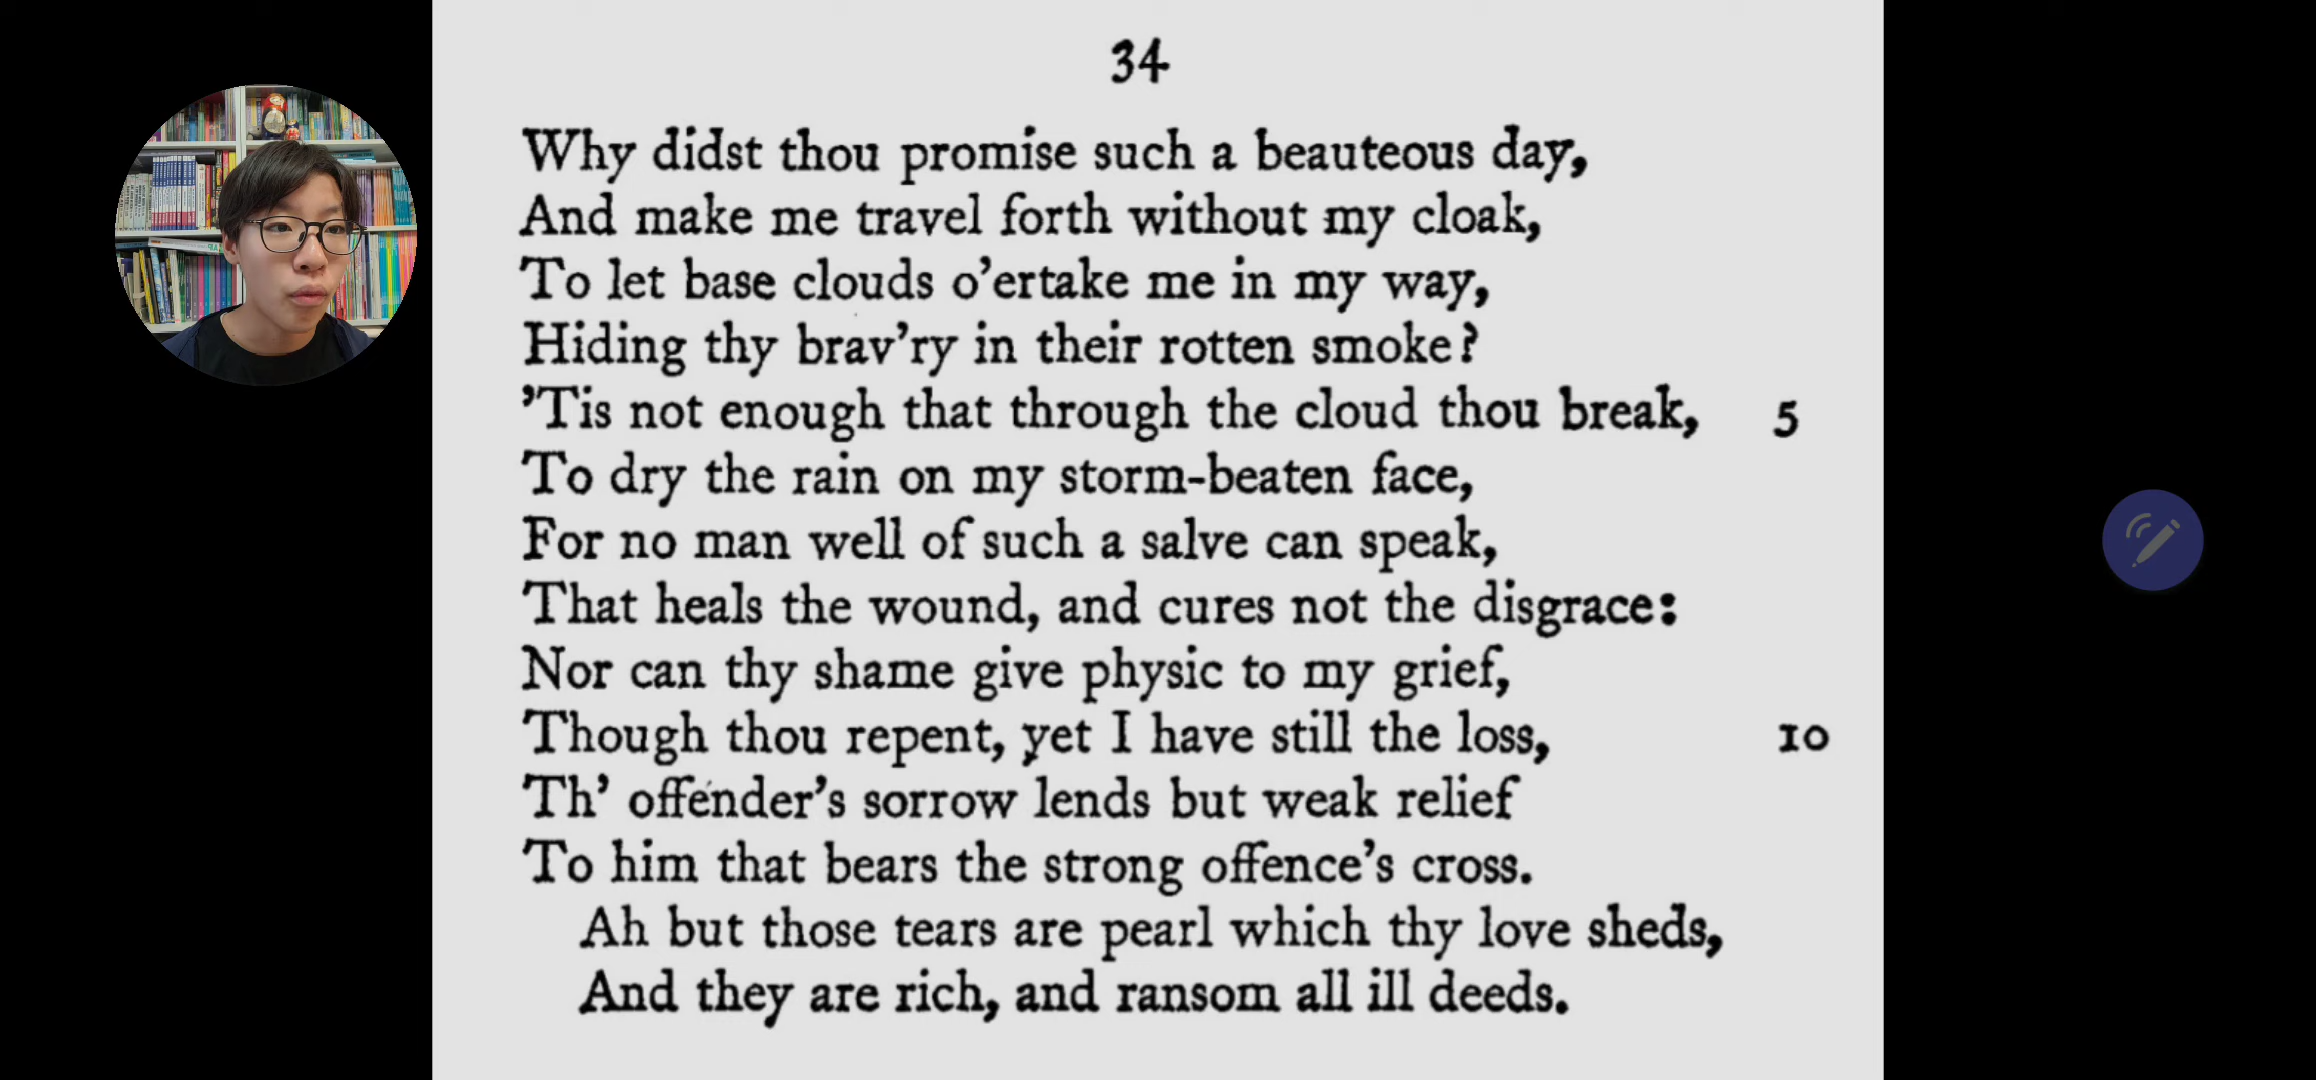 34
Why didst thou promise such a beauteous day,
And make me travel forth without my cloak,
To let base clouds o'ertake me in my way,
Hiding thy brav'ry in their rotten smoke?
'Tis not enough that through the cloud thou break, 5
To dry the rain on my storm-beaten face,
For no man well of such a salve can speak,
That heals the wound, and cures not the disgrace:
Nor can thy shame give physic to my grief,
Though thou repent, yet I have still the loss, 10
Th' offender's sorrow lends but weak relief
To him that bears the strong offence's cross.
Ah but those tears are pearl which thy love sheds,
And they are rich, and ransom all ill deeds.